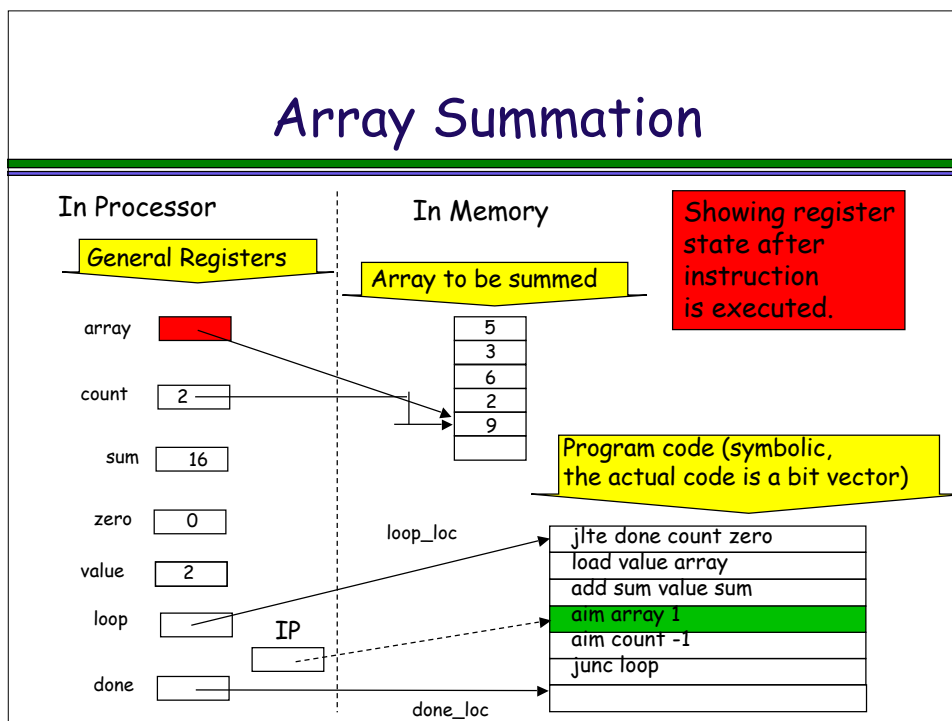 Array Summation
In Processor
In Memory
Showing register
state after
instruction
is executed.
General Registers
Array to be summed
array
count
2
sum
16
zero
0
value
2
loop
IP
done
5
3
6
2
9
Program code (symbolic,
the actual code is a bit vector)
loop_loc
done_loc
jlte done count zero
load value array
add sum value sum
aim array 1
aim count -1
junc loop